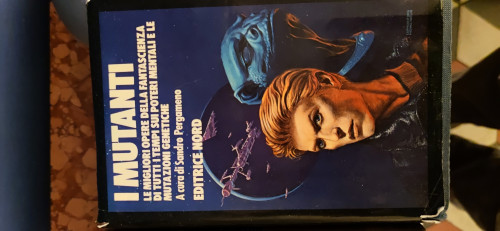 I MUTANTI
LE MIGLIORI OPERE DELLA FANTASCIENZA
DI TUTTI I TEMPI SUI POTERI MENTALI E LE
MUTAZIONI GENETICHE
A cura di Sandro Pergameno
EDITRICE NORD